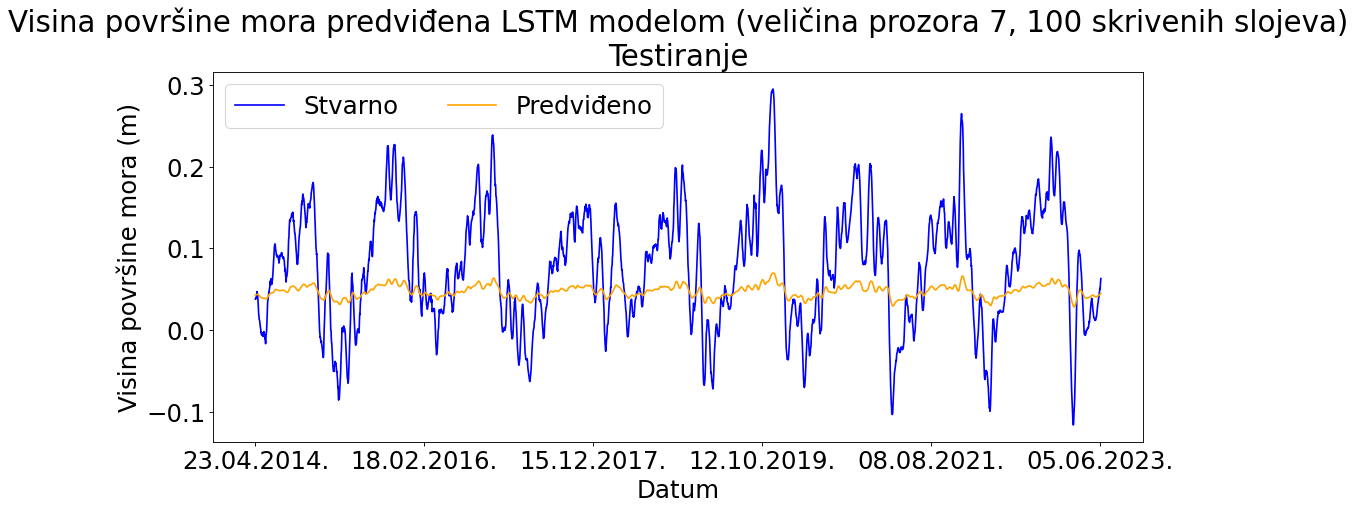 Visina površine mora predviđena LSTM modelom (veličina prozora 7, 100 skrivenih slojeva)
Testiranje
Stvarno
Predviđeno
Visina površine mora (m)
0.3
0.2
0.1
0.0
−0.1
23.04.2014.
18.02.2016.
15.12.2017.
12.10.2019.
08.08.2021.
05.06.2023.
Datum